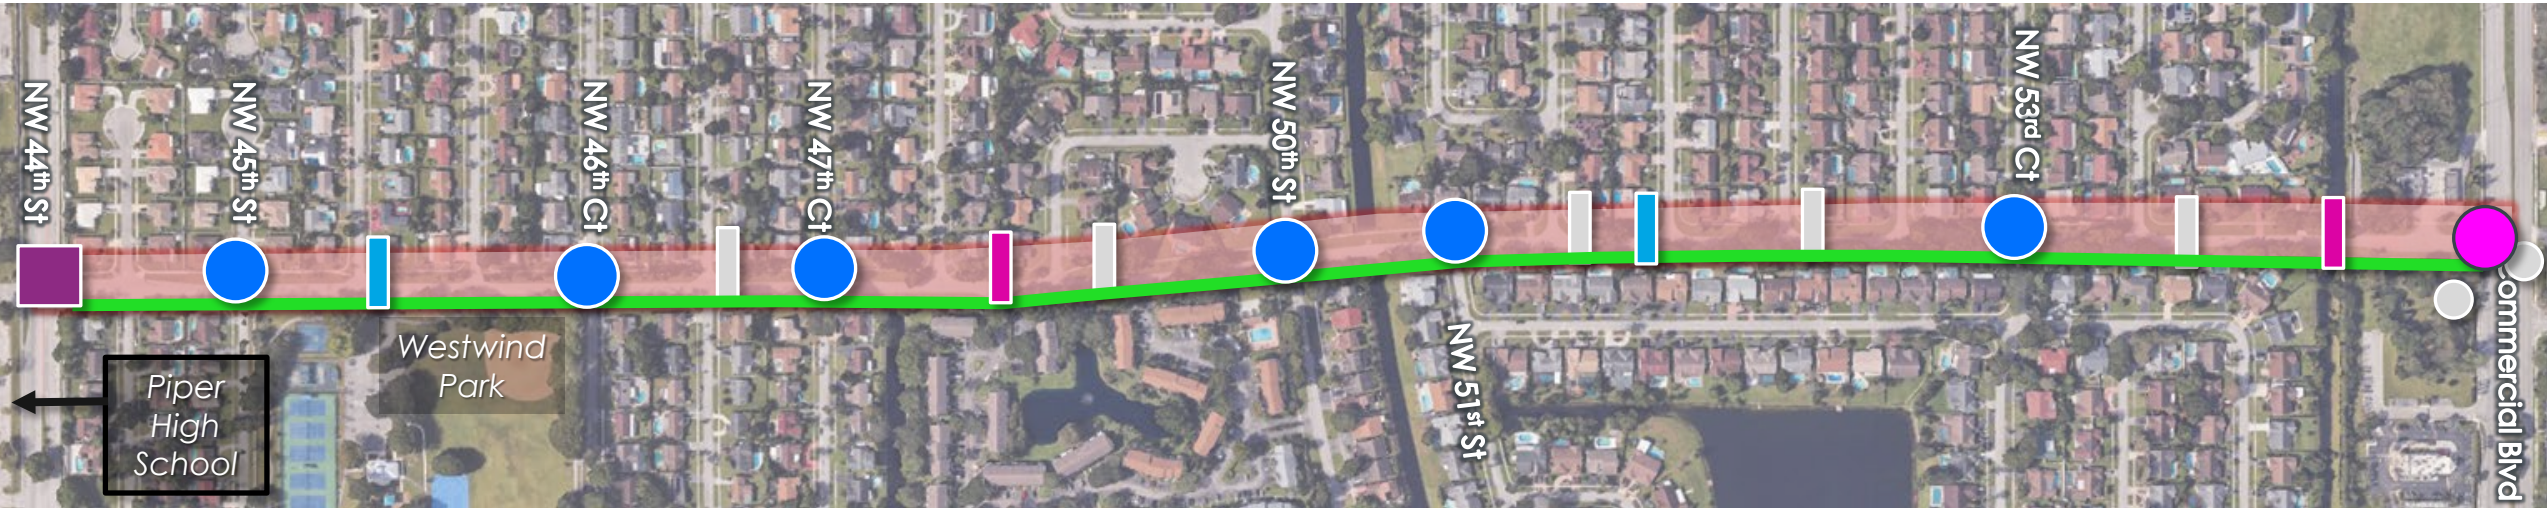 NW 44th St
NW 45th St
NW 46th Ct
NW 47th Ct
NW 50th St
NW 51st St
NW 53rd Ct
ommercial Blvd
Westwind
Park
Piper
High
School